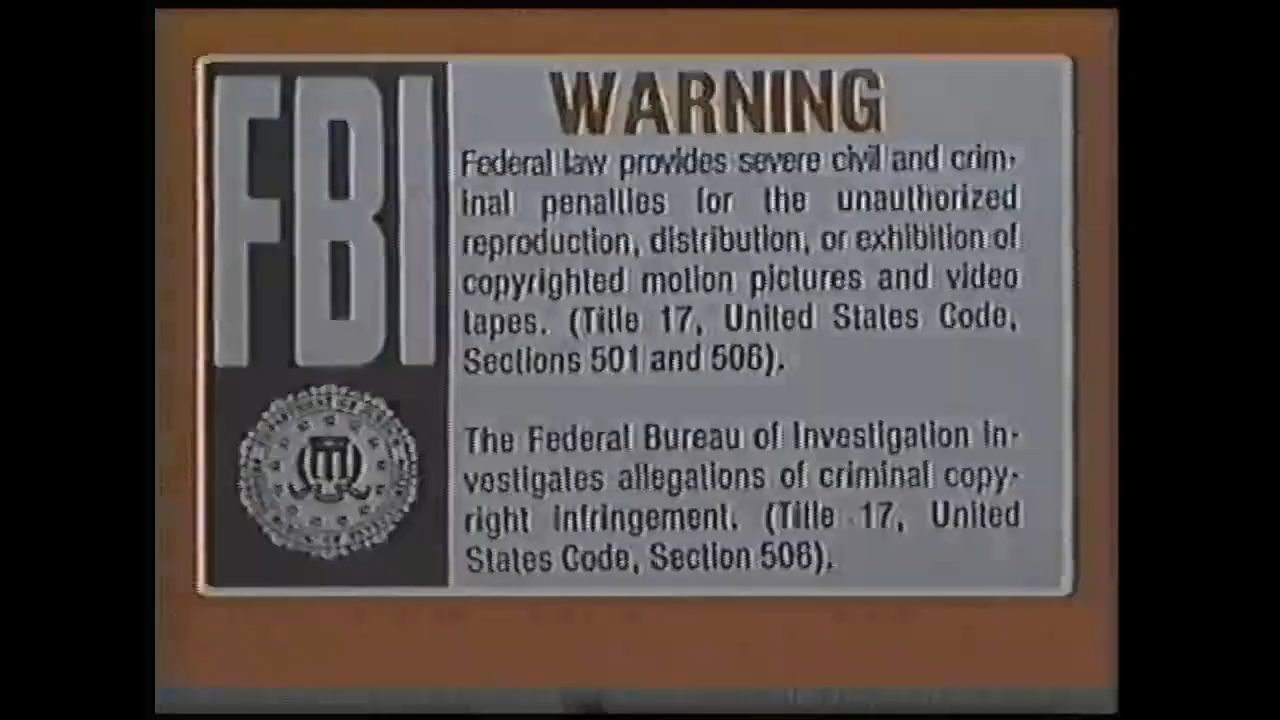 FBI
WARNING
Federal law provides severe civil and crim-
inal penalties for the unauthorized
reproduction, distribution, or exhibition of
copyrighted motion pictures and video
tapes. (Title 17, United States Code,
Sections 501 and 506).
The Federal Bureau of Investigation in-
vestigates allegations of criminal copy-
right infringement. (Title 17, United
States Code, Section 506).